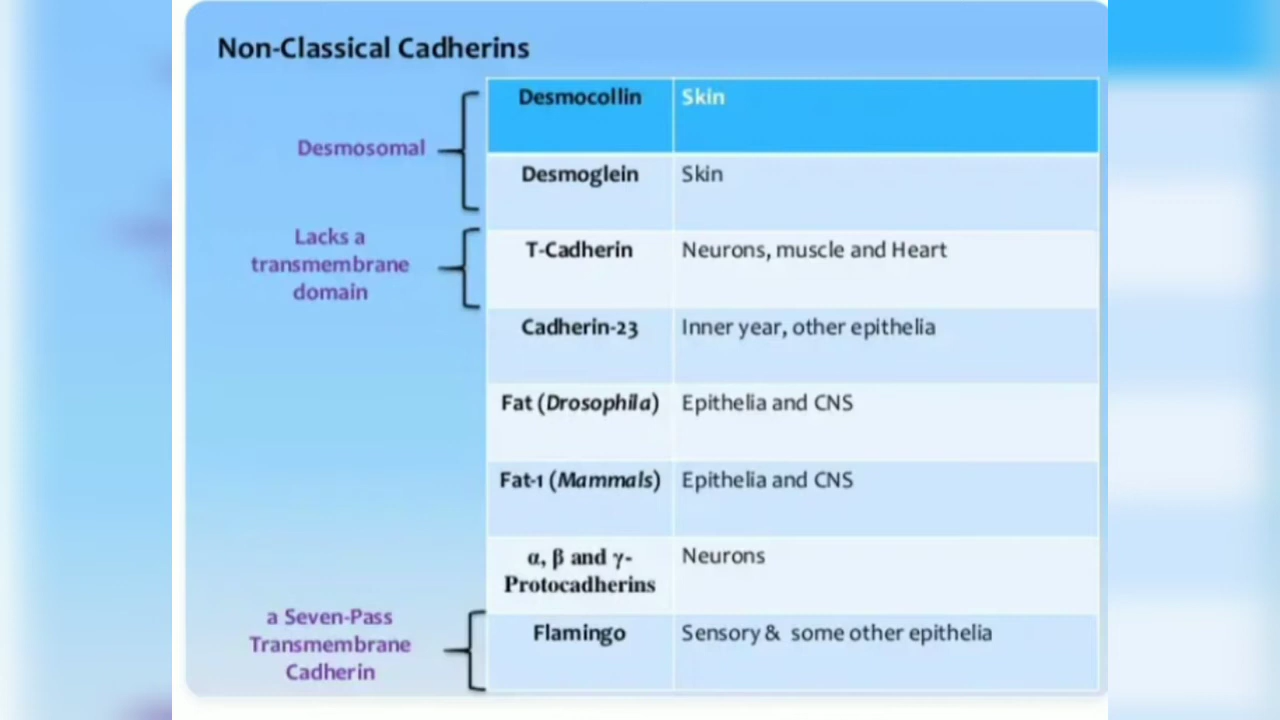 Non-Classical Cadherins
Desmosomal
Desmocollin Skin
Desmoglein Skin
Lacks a
transmembrane
domain
T-Cadherin Neurons, muscle and Heart
Cadherin-23 Inner year, other epithelia
Fat (Drosophila) Epithelia and CNS
Fat-1 (Mammals) Epithelia and CNS
α, β and γ-
Protocadherins
Neurons
a Seven-Pass
Transmembrane
Cadherin
Flamingo Sensory & some other epithelia